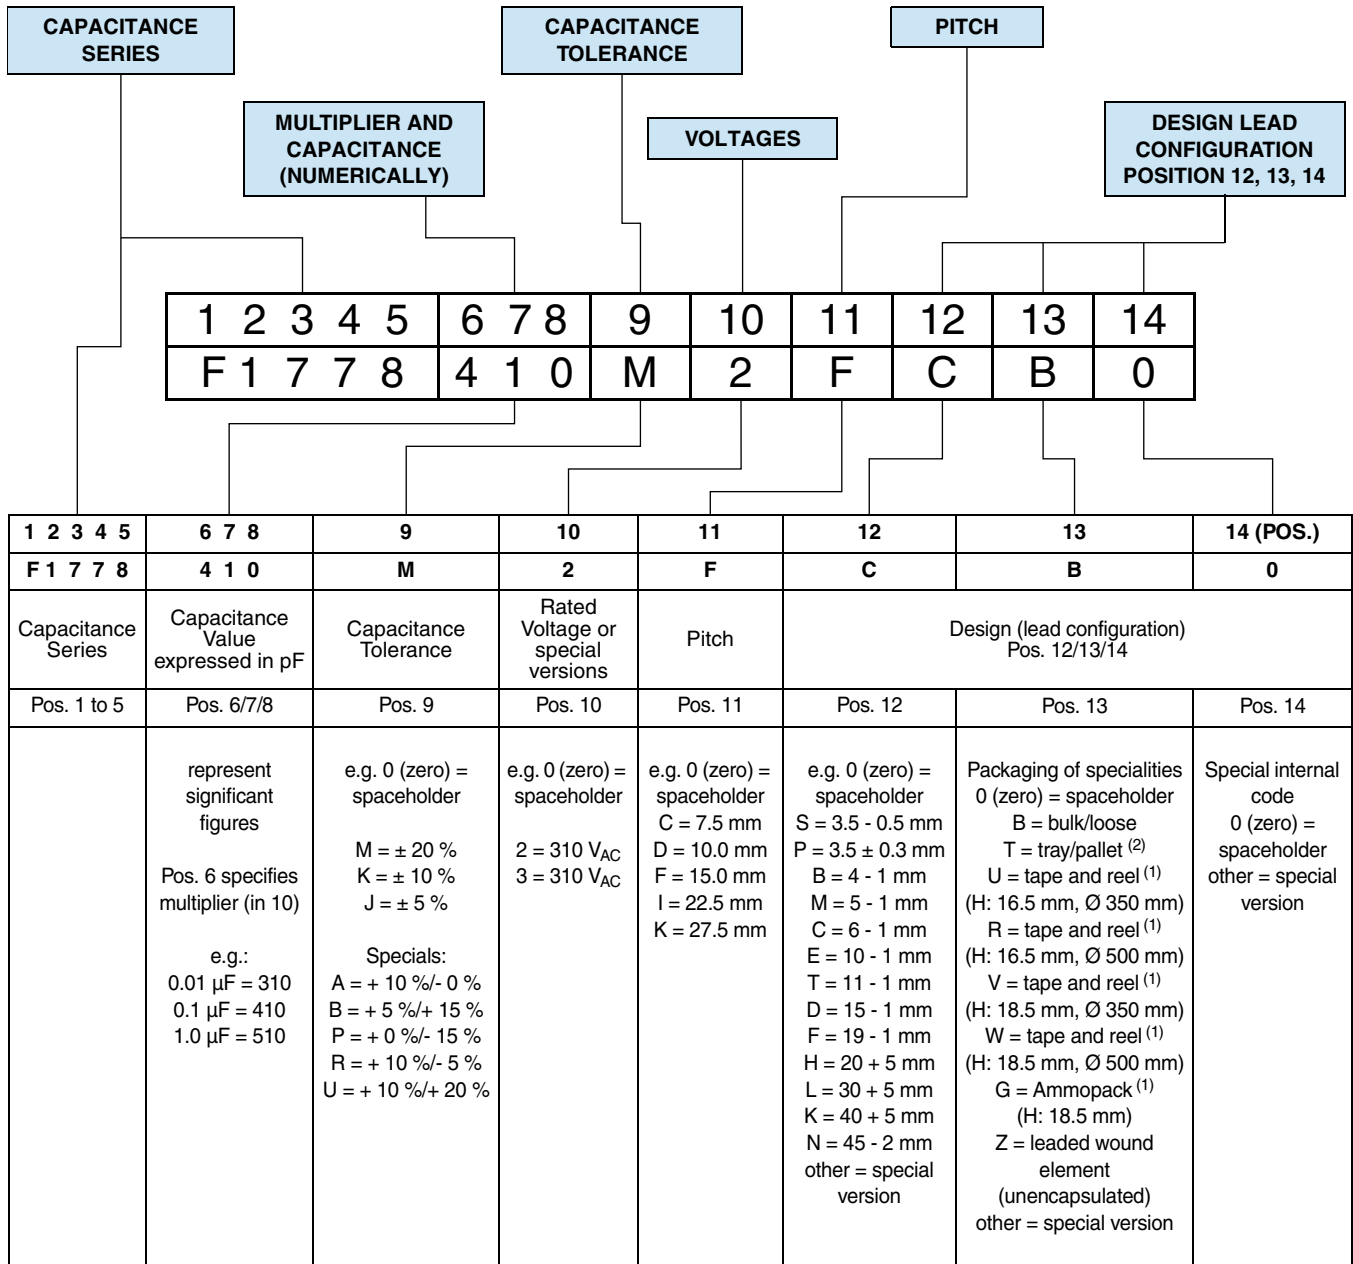 CAPACITANCE
SERIES
CAPACITANCE
TOLERANCE
PITCH
MULTIPLIER AND
CAPACITANCE
(NUMERICALLY)
VOLTAGES
DESIGN LEAD
CONFIGURATION
POSITION 12, 13, 14
1 2 3 4 5 6 7 8 9 10 11 12 13 14
F 1 7 7 8 4 1 0 M 2 F C B 0
1 2 3 4 5 6 7 8 9 10 11 12 13 14 (POS.)
F 1 7 7 8 4 1 0 M 2 F C B 0
Capacitance
Series
Capacitance
Value
expressed in pF
Capacitance
Tolerance
Rated
Voltage or
special
versions
Pitch
Design (lead configuration)
Pos. 12/13/14
Pos. 1 to 5 Pos. 6/7/8 Pos. 9 Pos. 10 Pos. 11 Pos. 12 Pos. 13 Pos. 14
represent
significant
figures
Pos. 6 specifies
multiplier (in 10)
e.g.:
0.01 µF = 310
0.1 µF = 410
1.0 µF = 510
e.g. 0 (zero) =
spaceholder
M = ± 20 %
K = ± 10 %
J = ± 5 %
Specials:
A = + 10 %/- 0 %
B = + 5 %/+ 15 %
P = + 0 %/- 15 %
R = + 10 %/- 5 %
U = + 10 %/+ 20 %
e.g. 0 (zero) =
spaceholder
2 = 310 VAC
3 = 310 VAC
e.g. 0 (zero) =
spaceholder
C = 7.5 mm
D = 10.0 mm
F = 15.0 mm
I = 22.5 mm
K = 27.5 mm
e.g. 0 (zero) =
spaceholder
S = 3.5 - 0.5 mm
P = 3.5 ± 0.3 mm
B = 4 - 1 mm
M = 5 - 1 mm
C = 6 - 1 mm
E = 10 - 1 mm
T = 11 - 1 mm
D = 15 - 1 mm
F = 19 - 1 mm
H = 20 + 5 mm
L = 30 + 5 mm
K = 40 + 5 mm
N = 45 - 2 mm
other = special
version
Packaging of specialities
0 (zero) = spaceholder
B = bulk/loose
T = tray/pallet (2)
U = tape and reel (1)
(H: 16.5 mm, Ø 350 mm)
R = tape and reel (1)
(H: 16.5 mm, Ø 500 mm)
V = tape and reel (1)
(H: 18.5 mm, Ø 350 mm)
W = tape and reel (1)
(H: 18.5 mm, Ø 500 mm)
G = Ammopack (1)
(H: 18.5 mm)
Z = leaded wound
element
(unencapsulated)
other = special version
Special internal
code
0 (zero) =
spaceholder
other = special
version